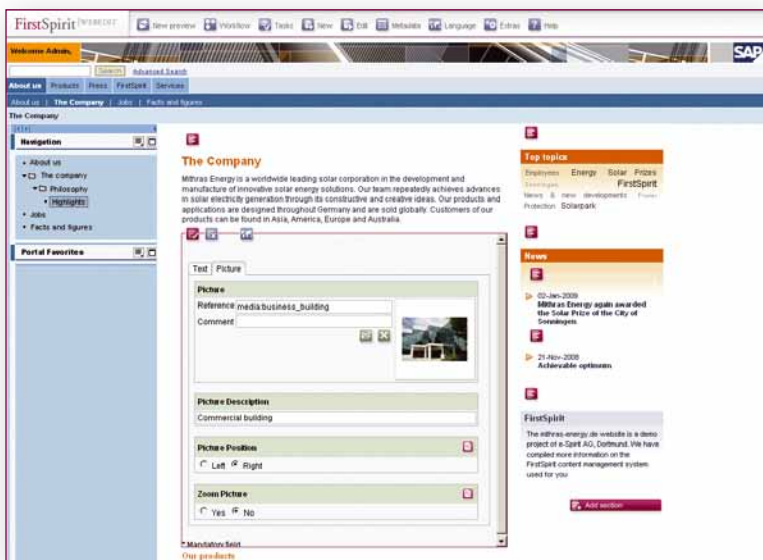 FirstSpirit [WEBEDIT] New preview Workflow Tasks New Edit Metadata Language Extras Help
Welcome Admin,
SAP
Search Advanced Search
About us Products Press FirstSpirit Services
About us | The Company | Jobs | Facts and figures
The Company
Navigation
About us
The company
Philosophy
Highlights
Jobs
Facts and figures
Portal Favorites
The Company
Mithras Energy is a worldwide leading solar corporation in the development and
manufacture of innovative solar energy solutions. Our team repeatedly achieves advances
in solar electricity generation through its constructive and creative ideas. Our products and
applications are designed throughout Germany and are sold globally. Customers of our
products can be found in Asia, America, Europe and Australia.
Text Picture
Picture
Reference media:business_building
Comment
Picture Description
Commercial building
Picture Position
Left Right
Zoom Picture
Yes No
* Mandatory field
Our products
Top topics
Employees Energy Solar Prizes
FirstSpirit
News & new developments
Protection Solarpark
News
02-Jan-2009
Mithras Energy again awarded
the Solar Prize of the City of
Sonningen
21-Nov-2008
Achievable optimum
FirstSpirit
The mithras-energy.de website is a demo
project of e-Spirit AG, Dortmund. We have
compiled more information on the
FirstSpirit content management system
used for you
Add section